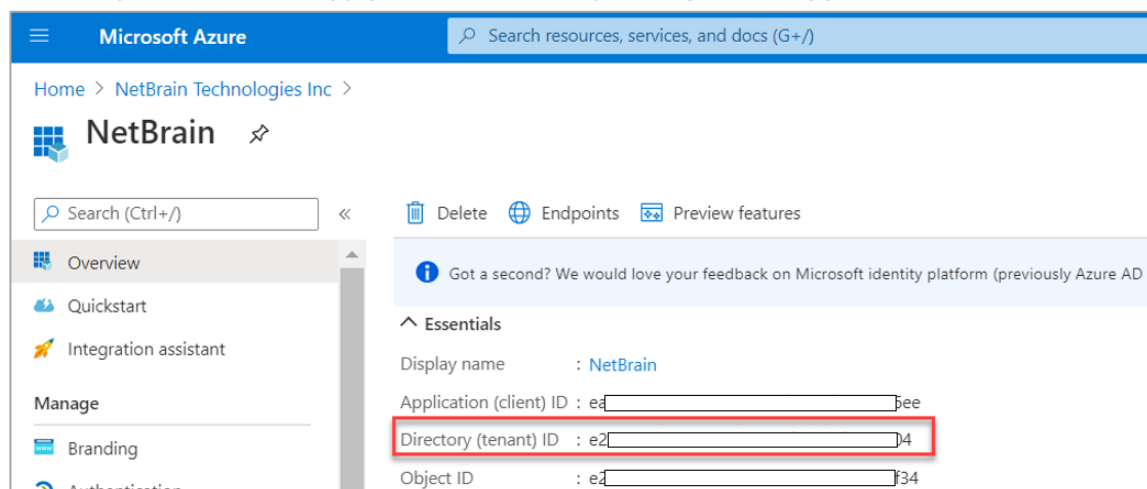 Microsoft Azure
Search resources, services, and docs (G+/)
Home > NetBrain Technologies Inc >
NetBrain
Search (Ctrl+/)
«
Delete
Endpoints
Preview features
Overview
Got a second? We would love your feedback on Microsoft identity platform (previously Azure AD
Quickstart
Integration assistant
Essentials
Display name : NetBrain
Application (client) ID : ea
Manage
Directory (tenant) ID : e2 04
Branding
Object ID : e2 f34
Authentication